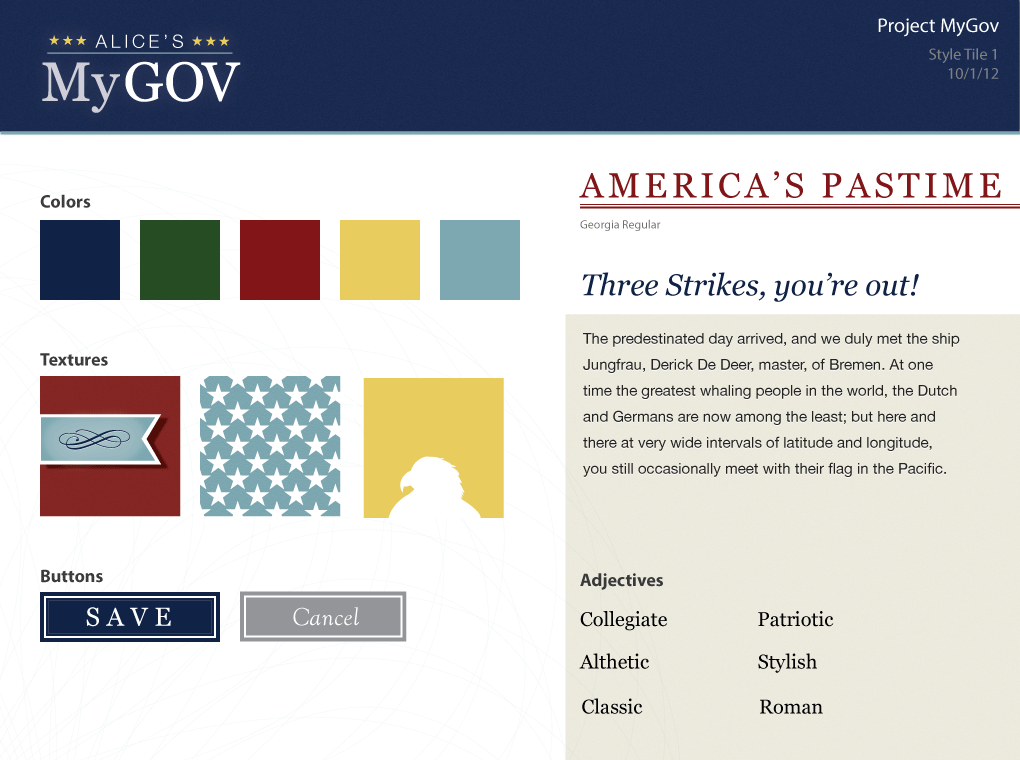 ★★★ ALICE'S ★★★
MyGOV
Project MyGov
Style Tile 1
10/1/12
Colors
Textures
Buttons
SAVE
Cancel
AMERICA’S PASTIME
Georgia Regular
Three Strikes, you’re out!
The predestinated day arrived, and we duly met the ship
Jungfrau, Derick De Deer, master, of Bremen. At one
time the greatest whaling people in the world, the Dutch
and Germans are now among the least; but here and
there at very wide intervals of latitude and longitude,
you still occasionally meet with their flag in the Pacific.
Adjectives
Collegiate Patriotic
Althetic Stylish
Classic Roman